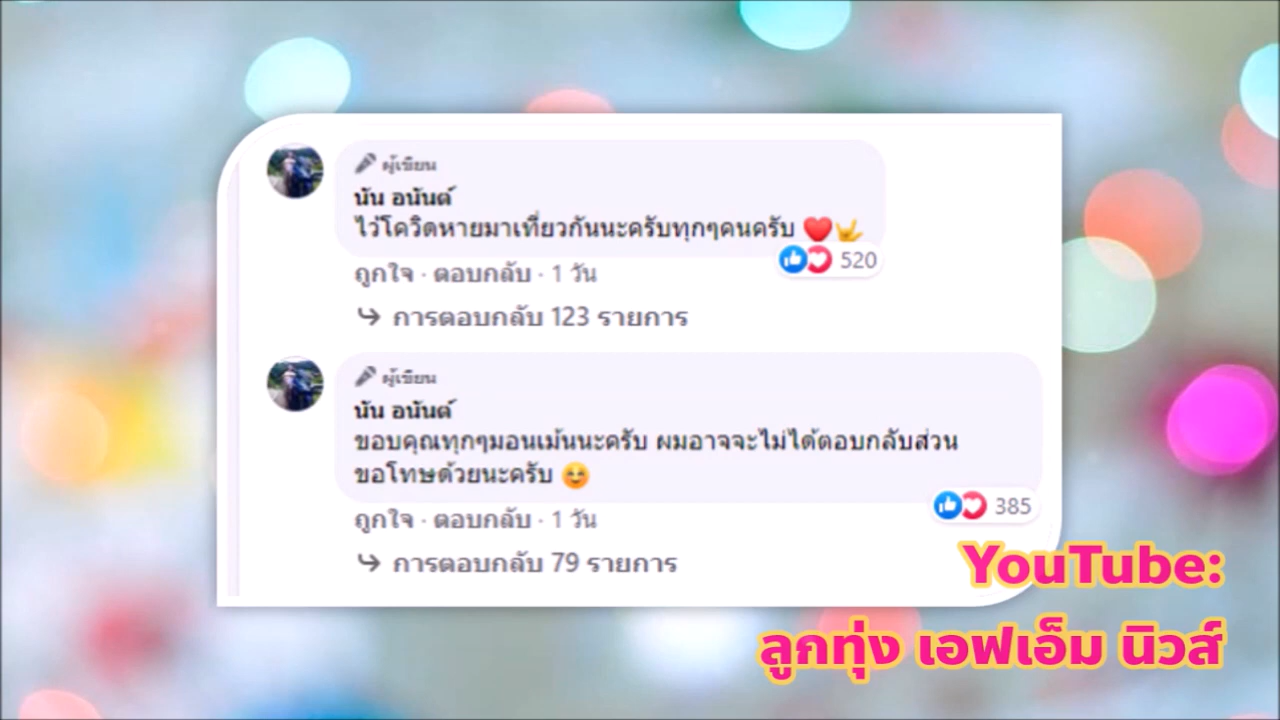 ผู้เขียน
นัน อนันต์
ไว้โควิดหายมาเที่ยวกันนะครับทุกๆคนครับ ❤️🤟
520
ถูกใจ · ตอบกลับ · 1 วัน
การตอบกลับ 123 รายการ
ผู้เขียน
นัน อนันต์
ขอบคุณทุกๆมอนเม้นนะครับ ผมอาจจะไม่ได้ตอบกลับส่วน
ขอโทษด้วยนะครับ 😊
385
ถูกใจ · ตอบกลับ · 1 วัน
การตอบกลับ 79 รายการ
YouTube:
ลูกทุ่ง เอฟเอ็ม นิวส์